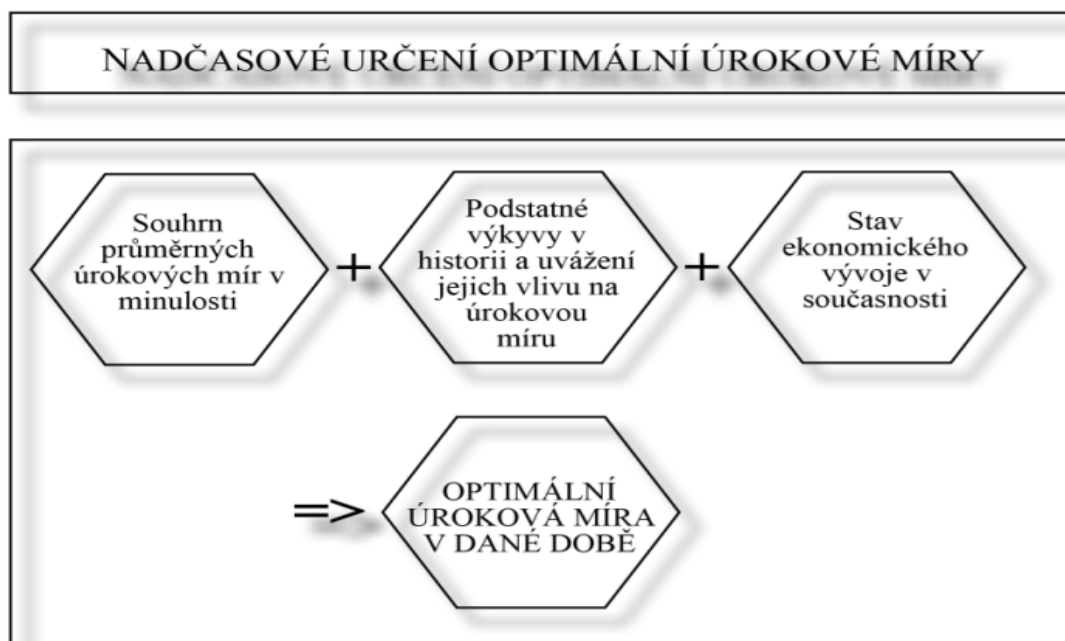 NADČASOVÉ URČENÍ OPTIMÁLNÍ ÚROKOVÉ MÍRY
Souhrn
průměrných
úrokových mír v
minulosti
+
Podstatné
výkyvy v
historii a uvážení
jejich vlivu na
úrokovou
míru
+
Stav
ekonomického
vývoje v
současnosti
=>
OPTIMÁLNÍ
ÚROKOVÁ MÍRA
V DANÉ DOBĚ